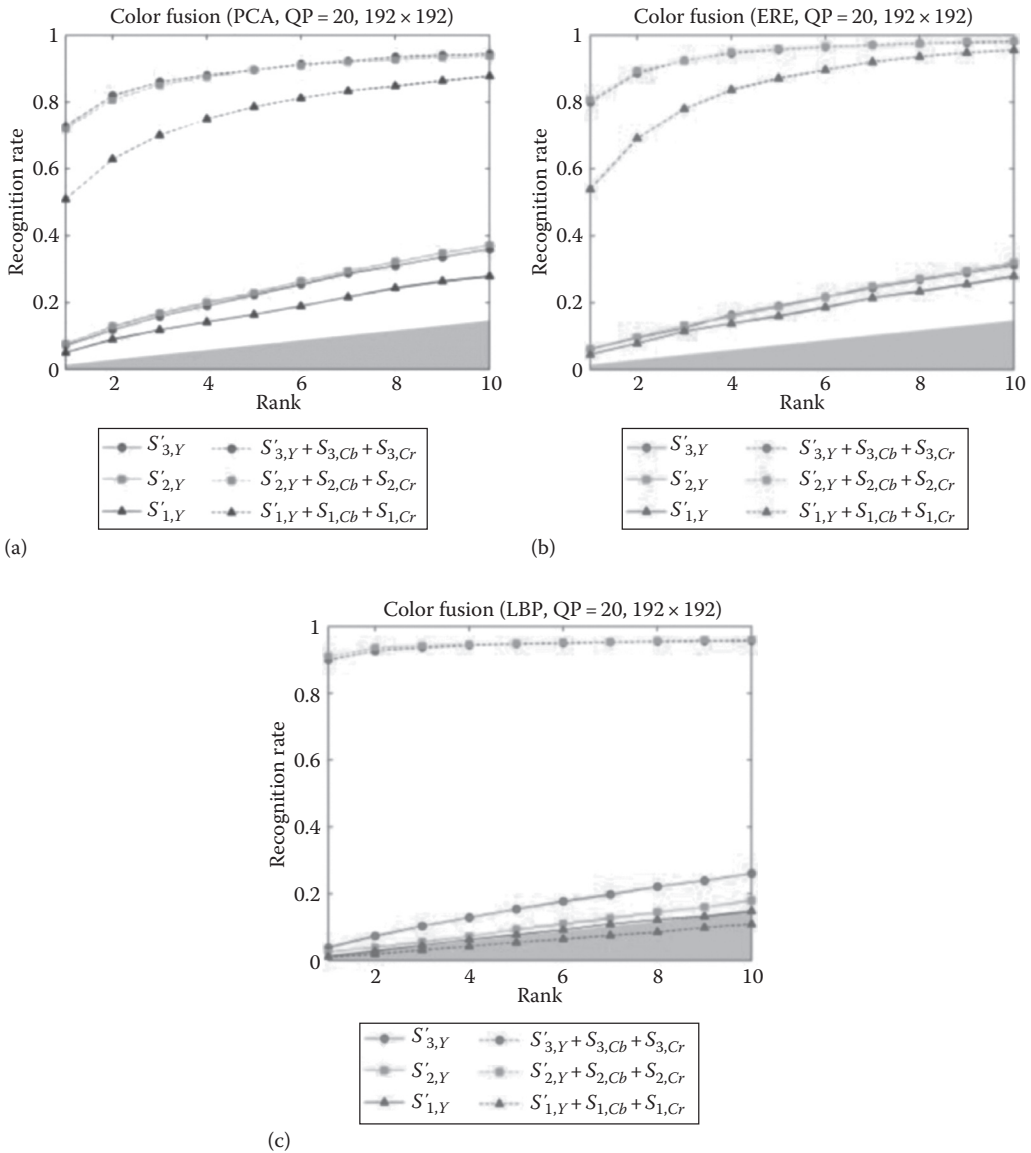 Color fusion (PCA, QP = 20, 192 × 192)
1
0.8
0.6
0.4
0.2
0
Recognition rate
2 4 6 8 10
Rank
S′3,Y S′3,Y + S3,Cb + S3,Cr
S′2,Y S′2,Y + S2,Cb + S2,Cr
S′1,Y S′1,Y + S1,Cb + S1,Cr
(a)
Color fusion (ERE, QP = 20, 192 × 192)
1
0.8
0.6
0.4
0.2
0
Recognition rate
2 4 6 8 10
Rank
S′3,Y S′3,Y + S3,Cb + S3,Cr
S′2,Y S′2,Y + S2,Cb + S2,Cr
S′1,Y S′1,Y + S1,Cb + S1,Cr
(b)
Color fusion (LBP, QP = 20, 192 × 192)
1
0.8
0.6
0.4
0.2
0
Recognition rate
2 4 6 8 10
Rank
S′3,Y S′3,Y + S3,Cb + S3,Cr
S′2,Y S′2,Y + S2,Cb + S2,Cr
S′1,Y S′1,Y + S1,Cb + S1,Cr
(c)